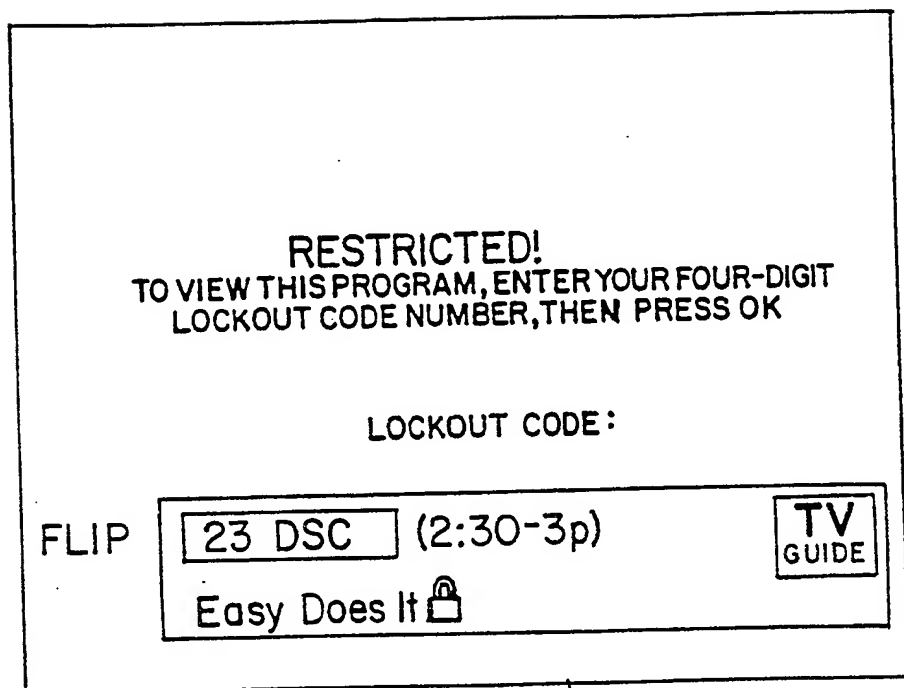 RESTRICTED!
TO VIEW THIS PROGRAM, ENTER YOUR FOUR-DIGIT
LOCKOUT CODE NUMBER, THEN PRESS OK
LOCKOUT CODE:
FLIP
23 DSC (2:30-3p)
TV
GUIDE
Easy Does It